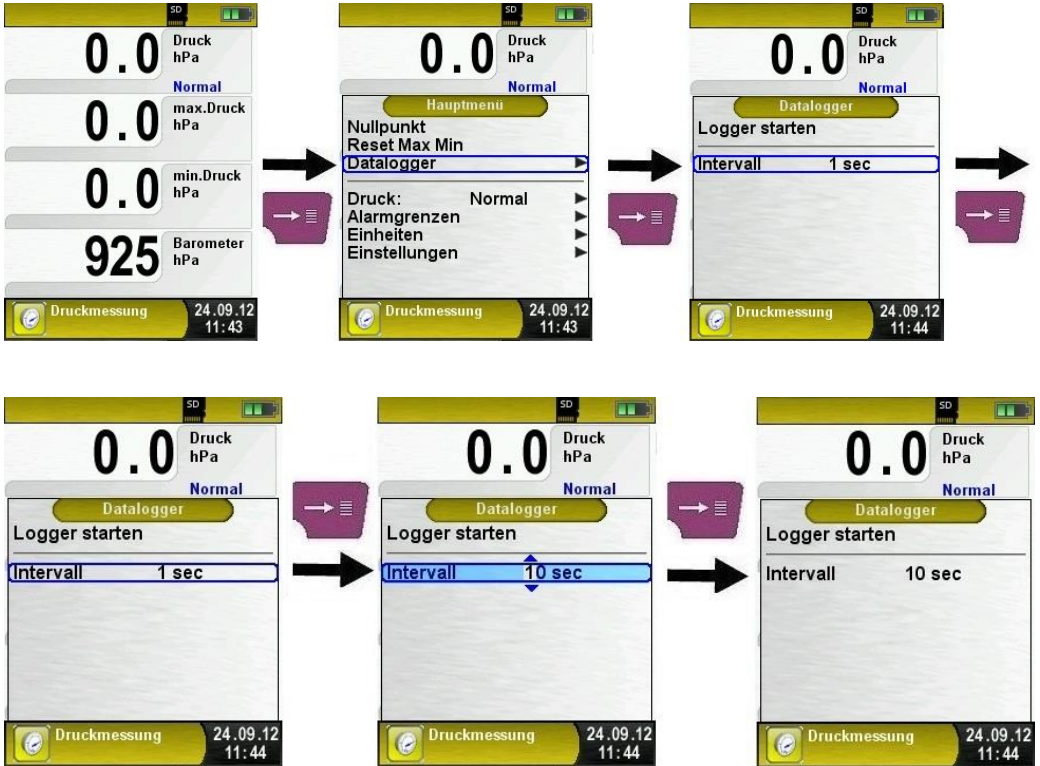 SD
0.0 Druck
hPa
Normal
0.0 max.Druck
hPa
0.0 min.Druck
hPa
925 Barometer
hPa
Druckmessung 24.09.12
11:43
SD
0.0 Druck
hPa
Normal
Hauptmenü
Nullpunkt
Reset Max Min
Datalogger
Druck: Normal
Alarmgrenzen
Einheiten
Einstellungen
Druckmessung 24.09.12
11:43
SD
0.0 Druck
hPa
Normal
Datalogger
Logger starten
Intervall 1 sec
Druckmessung 24.09.12
11:44
SD
0.0 Druck
hPa
Normal
Datalogger
Logger starten
Intervall 1 sec
Druckmessung 24.09.12
11:44
SD
0.0 Druck
hPa
Normal
Datalogger
Logger starten
Intervall 10 sec
Druckmessung 24.09.12
11:44
SD
0.0 Druck
hPa
Normal
Datalogger
Logger starten
Intervall 10 sec
Druckmessung 24.09.12
11:44